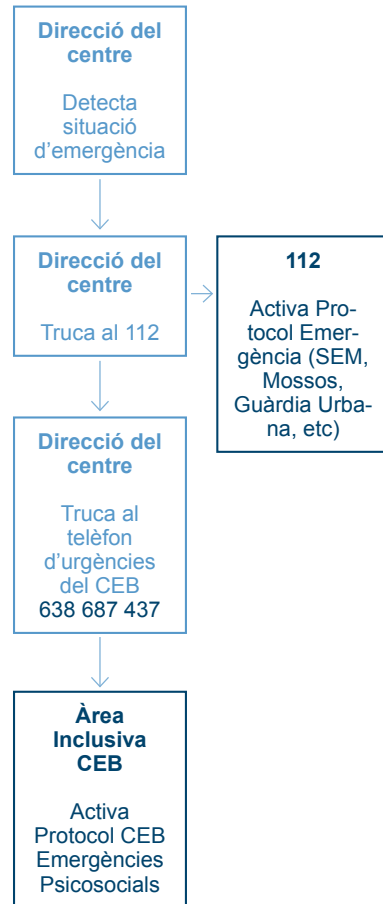 Direcció del
centre
Detecta
situació
d’emergència
Direcció del
centre
Truca al 112
112
Activa Pro-
tocol Emer-
gència (SEM,
Mossos,
Guàrdia Urba-
na, etc)
Direcció del
centre
Truca al
telèfon
d’urgències
del CEB
638 687 437
Àrea
Inclusiva
CEB
Activa
Protocol CEB
Emergències
Psicosocials